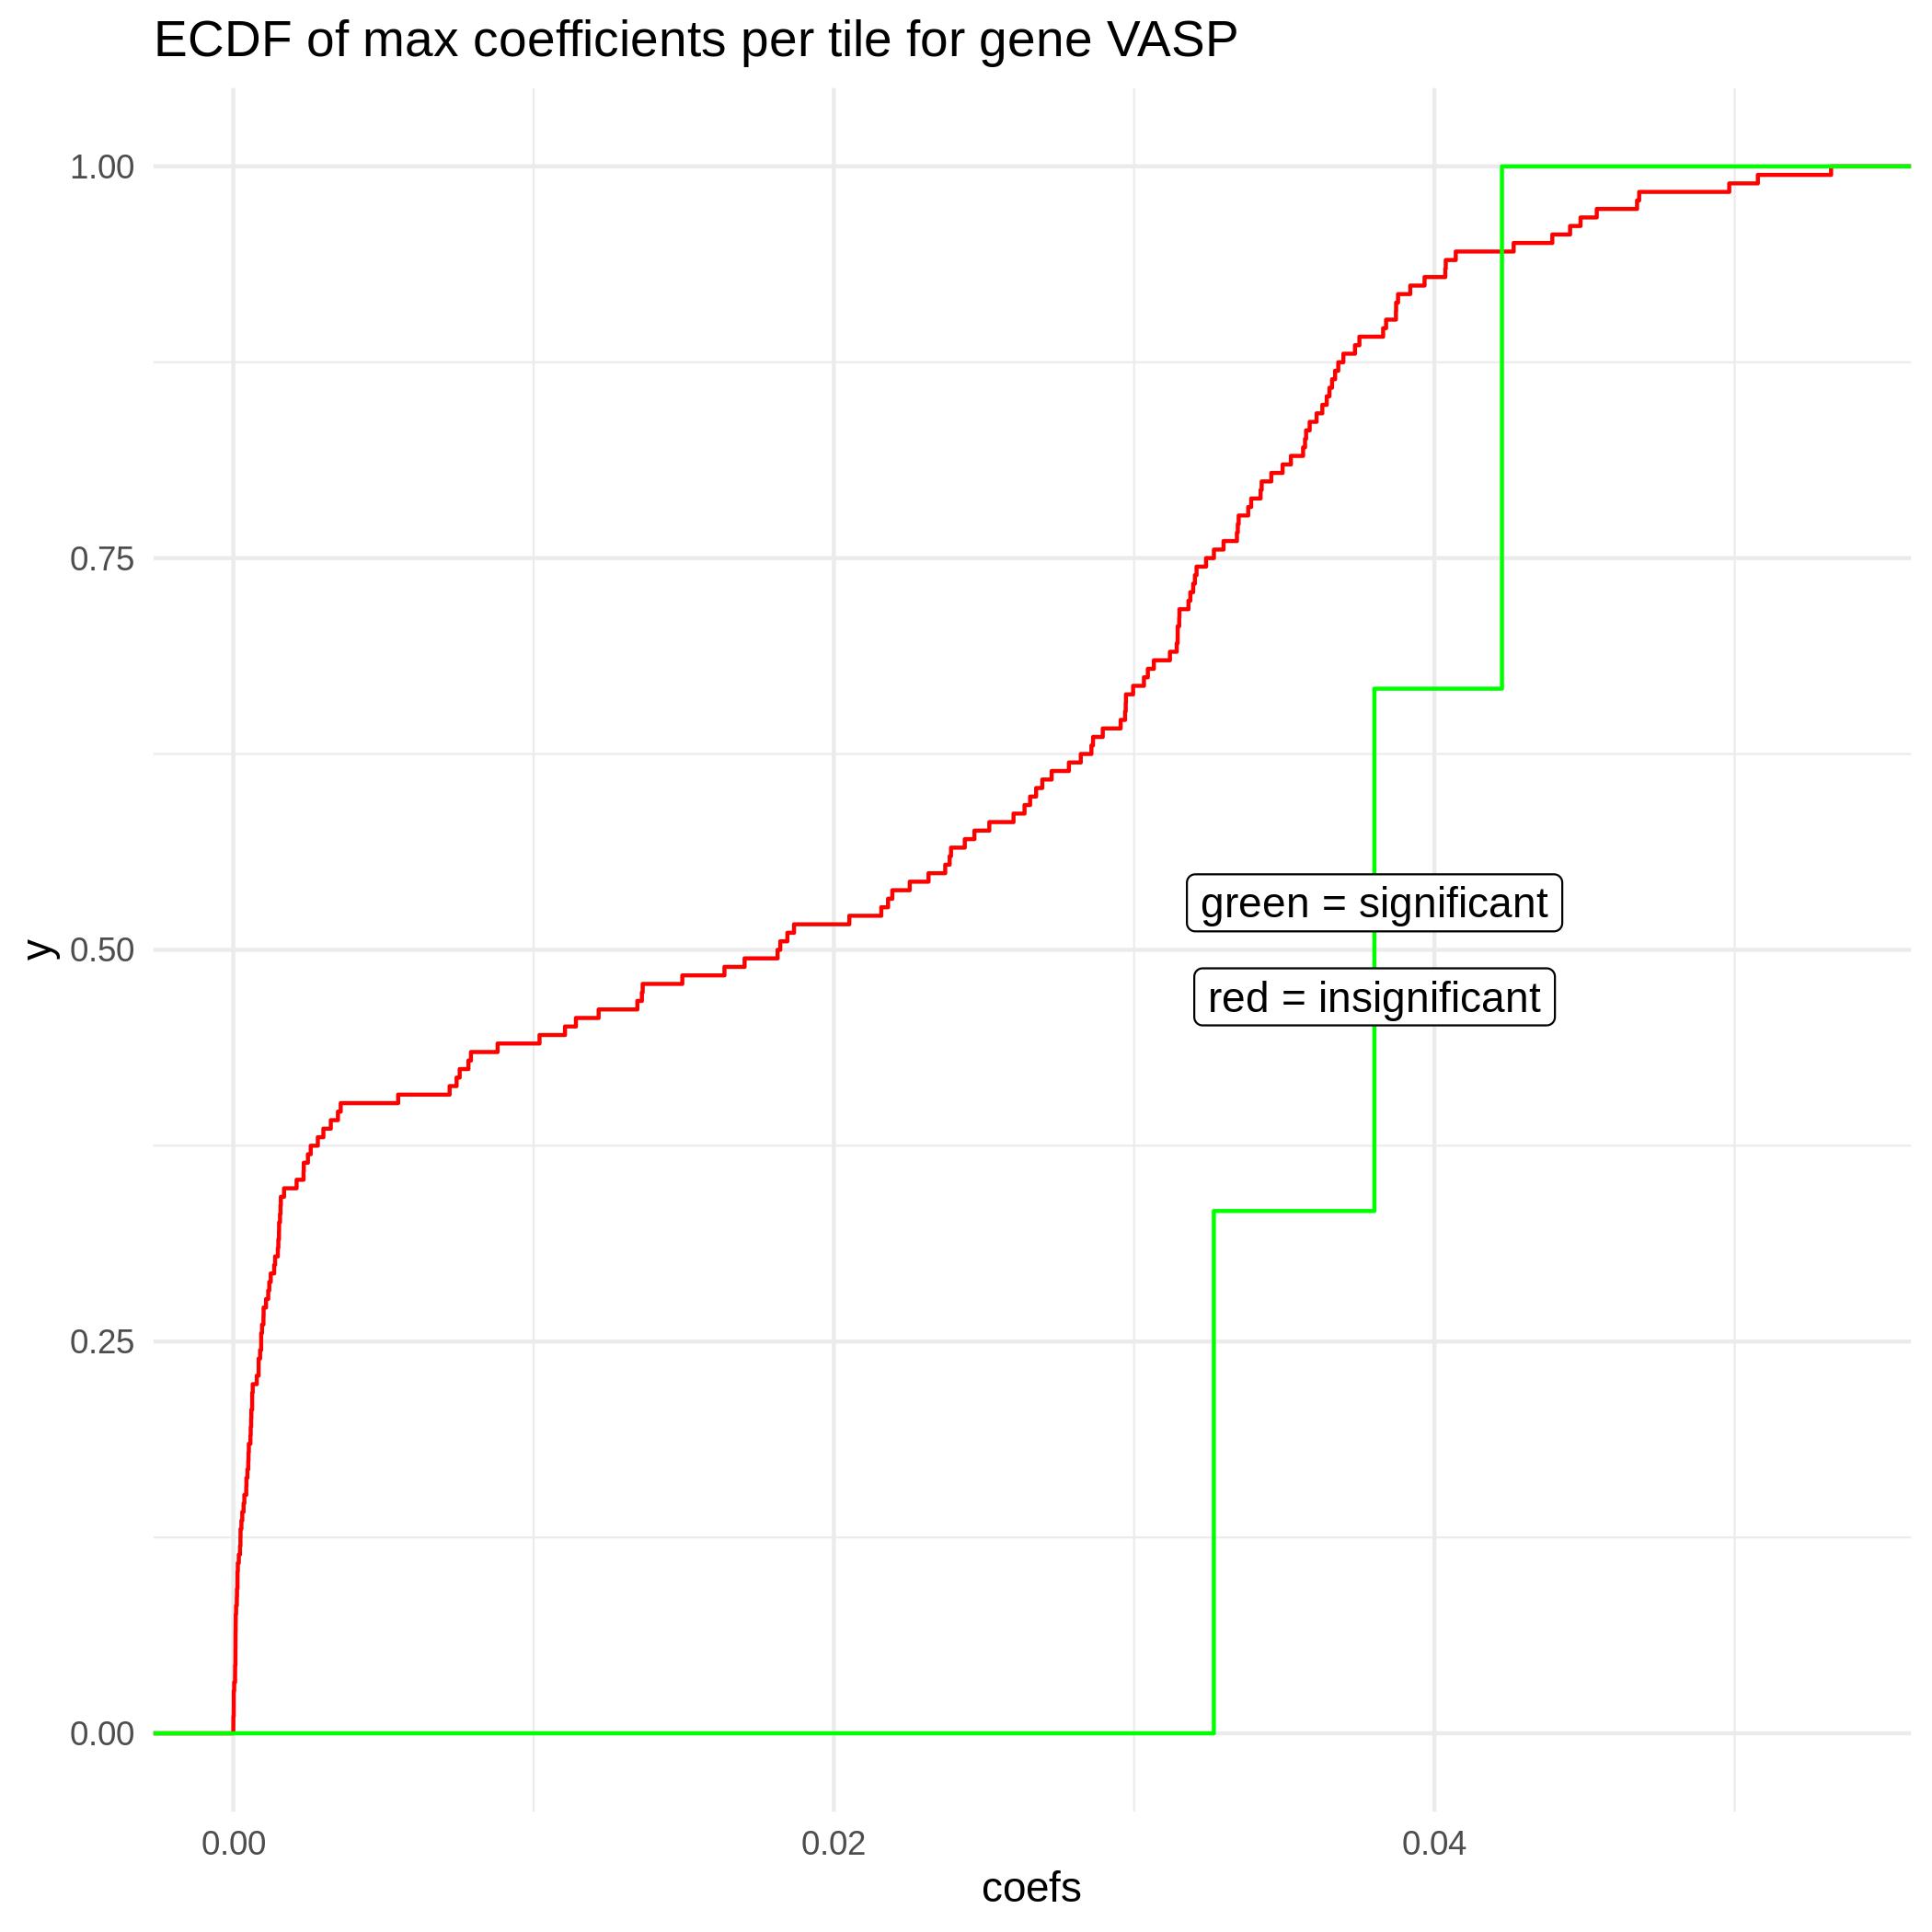 ECDF of max coefficients per tile for gene VASP
1.00
0.75
0.50
0.25
0.00
y
green = significant
red = insignificant
0.00
0.02
0.04
coefs